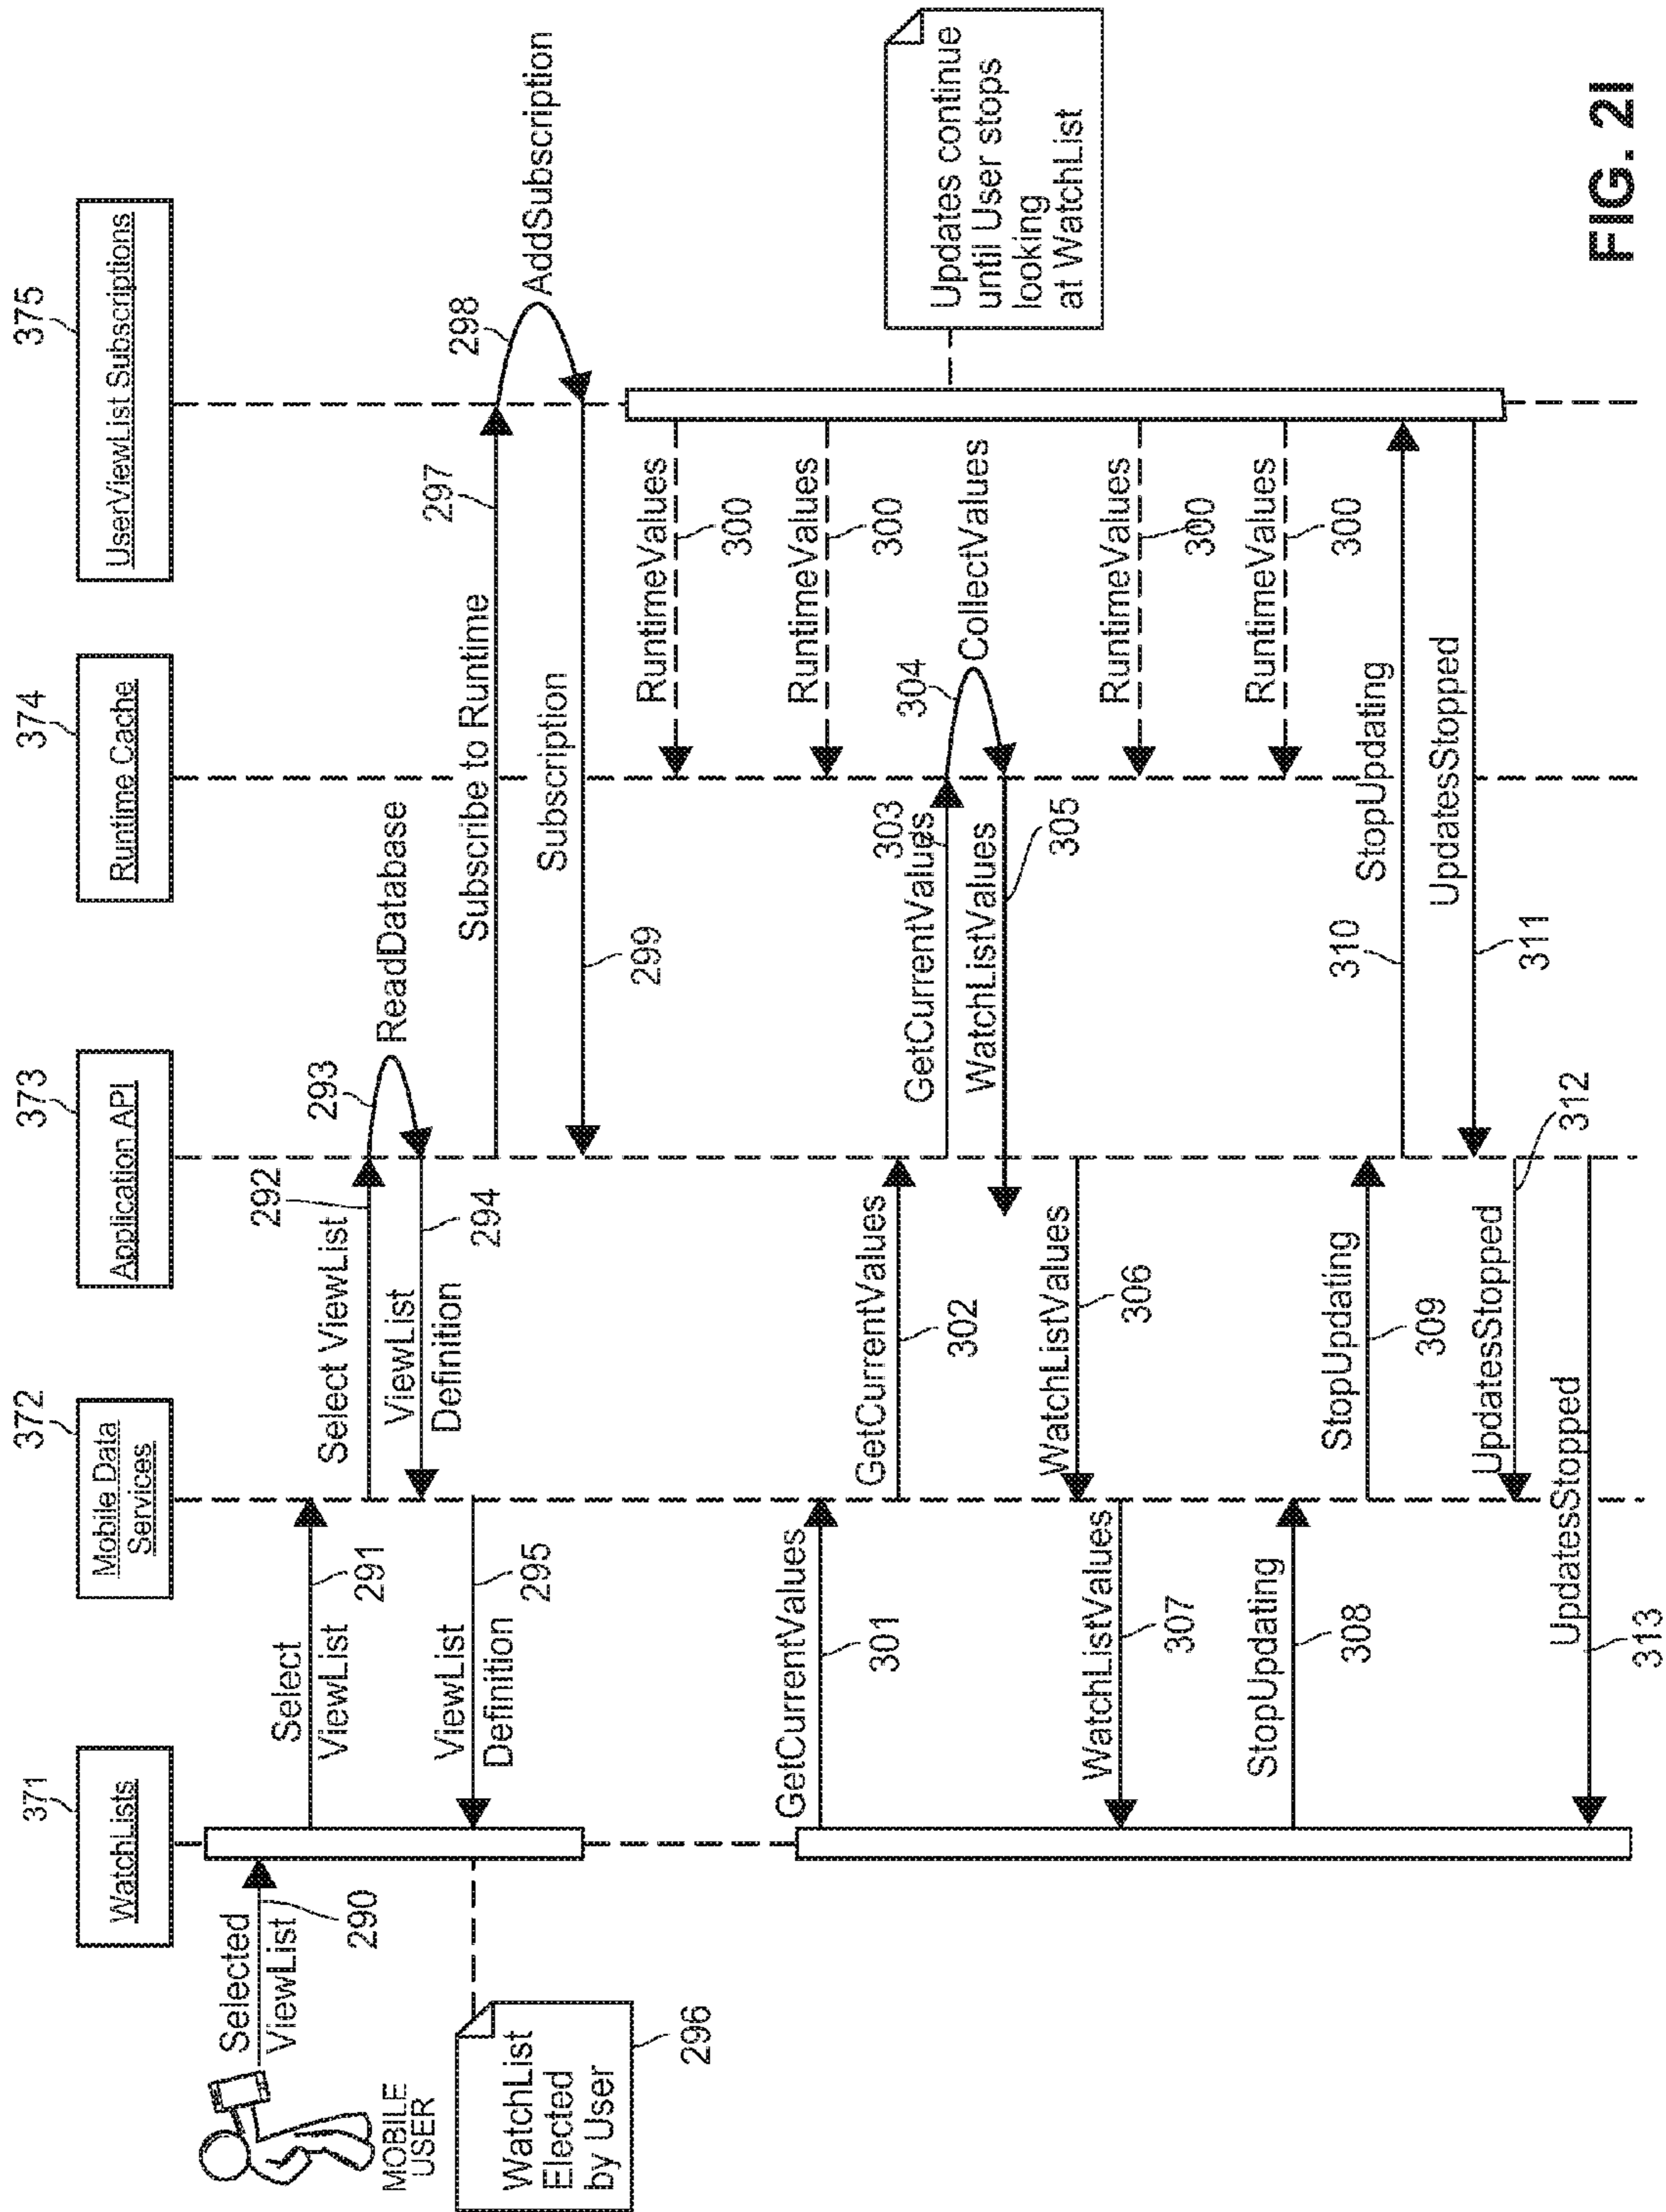 371
WatchLists
372
Mobile Data
Services
373
Application API
374
Runtime Cache
375
UserViewList Subscriptions
MOBILE
USER
Selected
ViewList
290
Select
ViewList
291
Select ViewList
292
293
ReadDatabase
ViewList
Definition
294
ViewList
Definition
295
WatchList
Elected
by User
296
Subscribe to Runtime
297
298
AddSubscription
Subscription
299
RuntimeValues
300
RuntimeValues
300
Updates continue
until User stops
looking
at WatchList
GetCurrentValues
301
GetCurrentValues
302
GetCurrentValues
303
304
CollectValues
WatchListValues
305
WatchListValues
306
WatchListValues
307
RuntimeValues
300
RuntimeValues
300
StopUpdating
308
StopUpdating
309
StopUpdating
310
UpdatesStopped
311
UpdatesStopped
312
UpdatesStopped
313
FIG. 2I